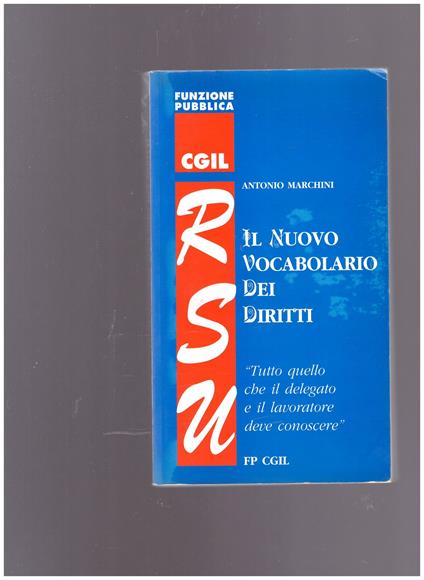 FUNZIONE
PUBBLICA
CGIL
RSU
ANTONIO MARCHINI
IL NUOVO
VOCABOLARIO
DEI
DIRITTI
"Tutto quello
che il delegato
e il lavoratore
deve conoscere"
FP CGIL